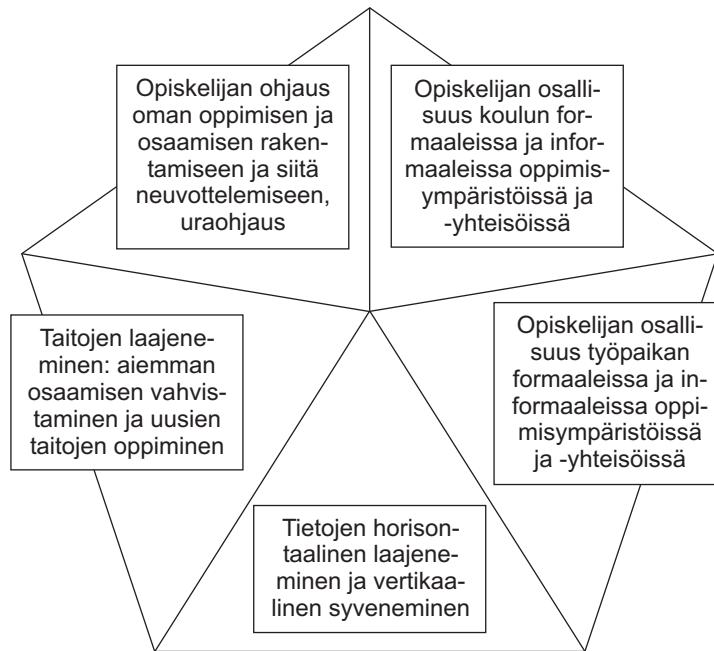 Opiskelijan ohjaus
oman oppimisen ja
osaamisen raken-
tamiseen ja siitä
neuvottelemiseen,
uraohjaus
Opiskelijan osalli-
suus koulun for-
maaleissa ja infor-
maaleissa oppimis-
ympäristöissä ja
-yhteisöissä
Taitojen laajene-
minen: aiemman
osaamisen vahvis-
taminen ja uusien
taitojen oppiminen
Opiskelijan osalli-
suus työpaikan
formaaleissa ja in-
formaaleissa oppi-
misympäristöissä
ja -yhteisöissä
Tietojen horison-
taalinen laajene-
minen ja vertikaa-
linen syveneminen